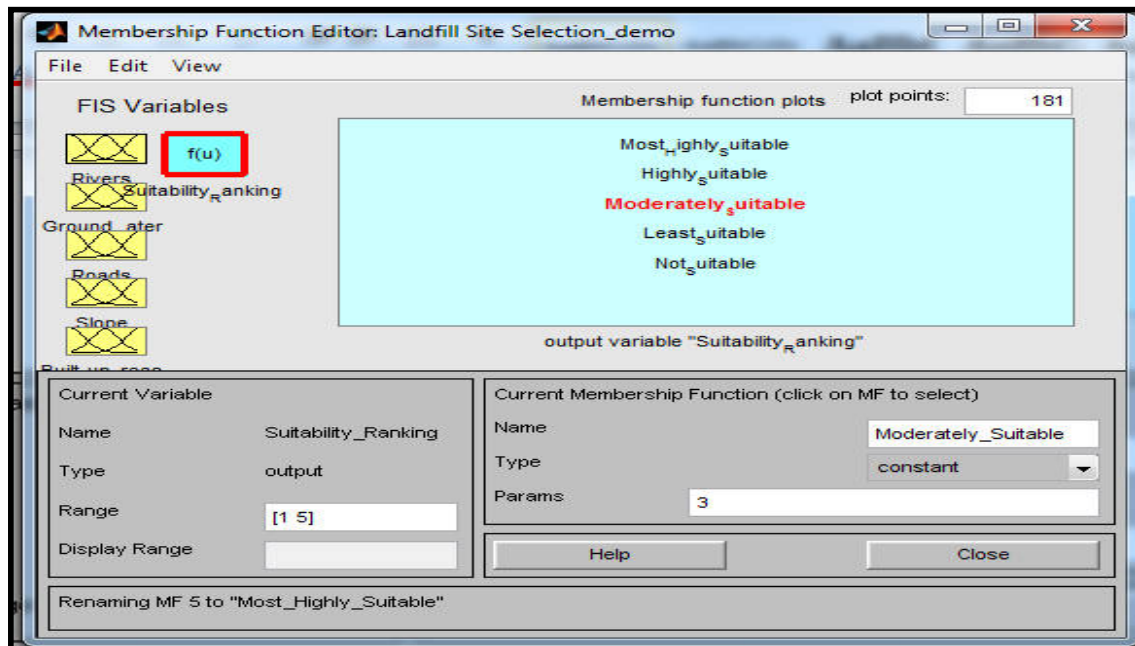 Membership Function Editor: Landfill Site Selection_demo
File Edit View
FIS Variables
Membership function plots plot points: 181
f(u)
Rivers
Suitability_Ranking
Ground ater
Roads
Slope
Most_Highly_Suitable
Highly_Suitable
Moderately_Suitable
Least_Suitable
Not_Suitable
output variable "Suitability_Ranking"
Current Variable
Name Suitability_Ranking
Type output
Range [1 5]
Display Range
Current Membership Function (click on MF to select)
Name Moderately_Suitable
Type constant
Params 3
Help Close
Renaming MF 5 to "Most_Highly_Suitable"